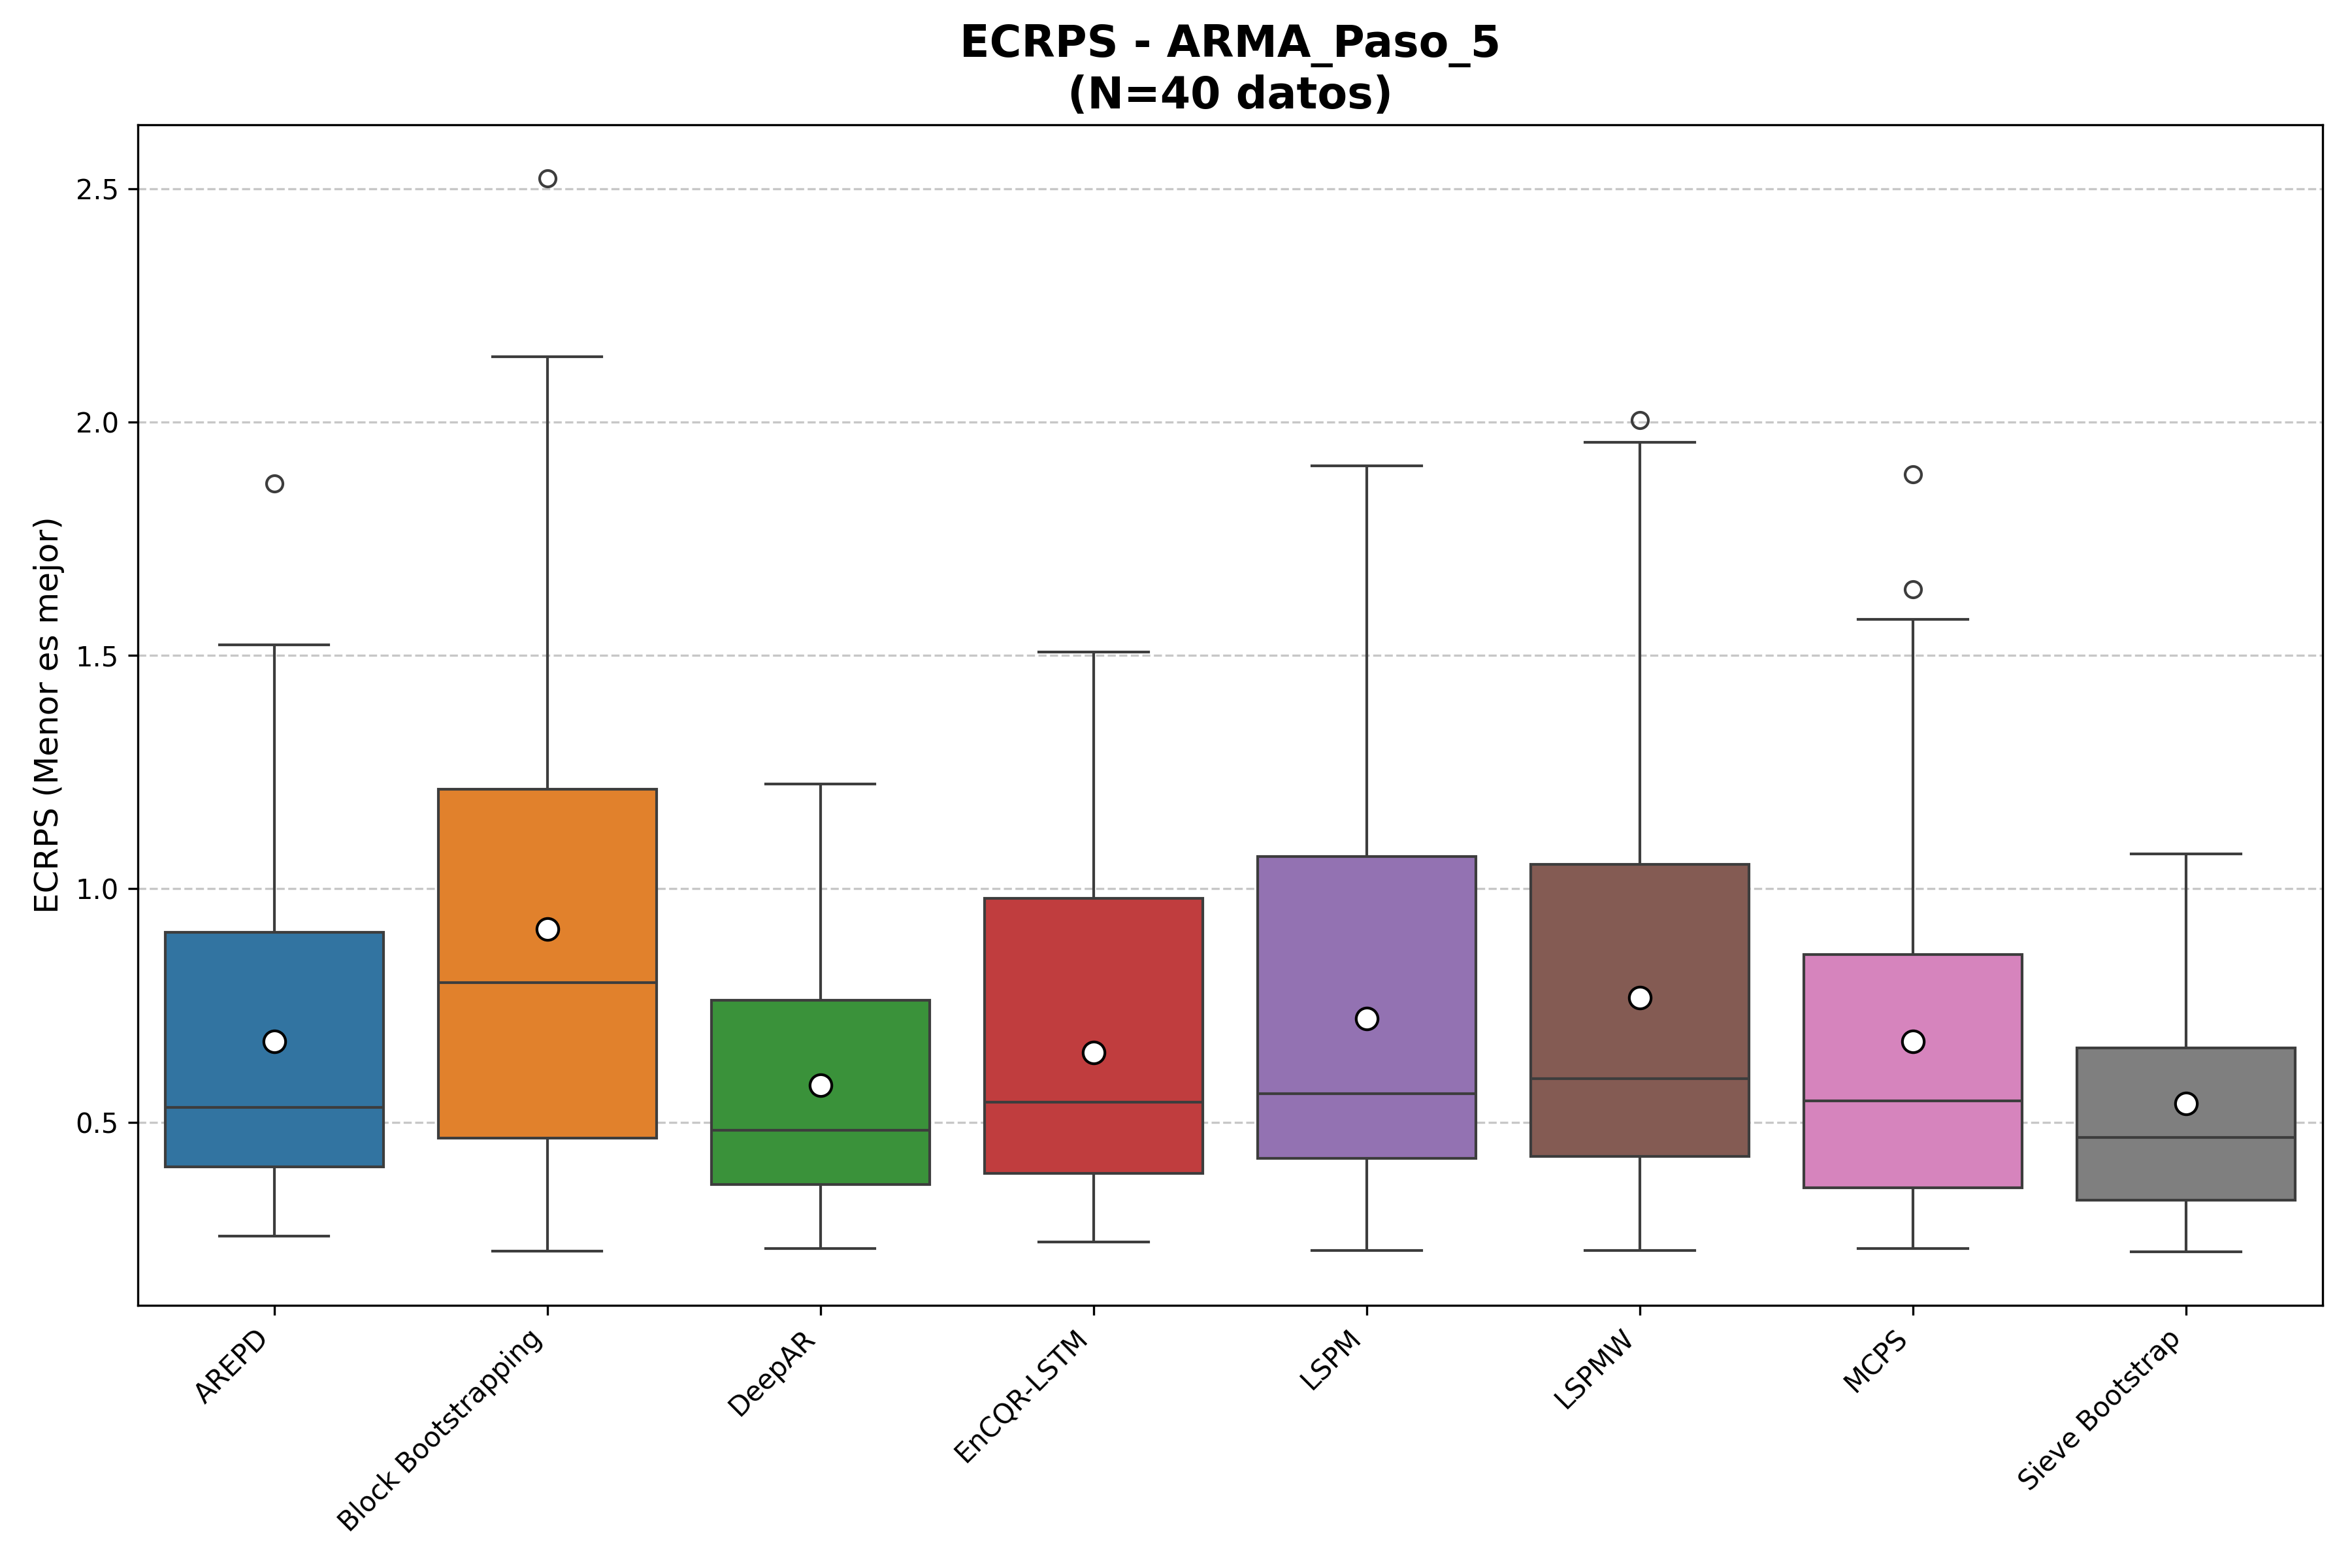 ECRPS - ARMA_Paso_5
(N=40 datos)
ECRPS (Menor es mejor)
2.5
2.0
1.5
1.0
0.5
AREPD
Block Bootstrapping
DeepAR
EnCQR-LSTM
LSPM
LSPMW
MCPS
Sieve Bootstrap